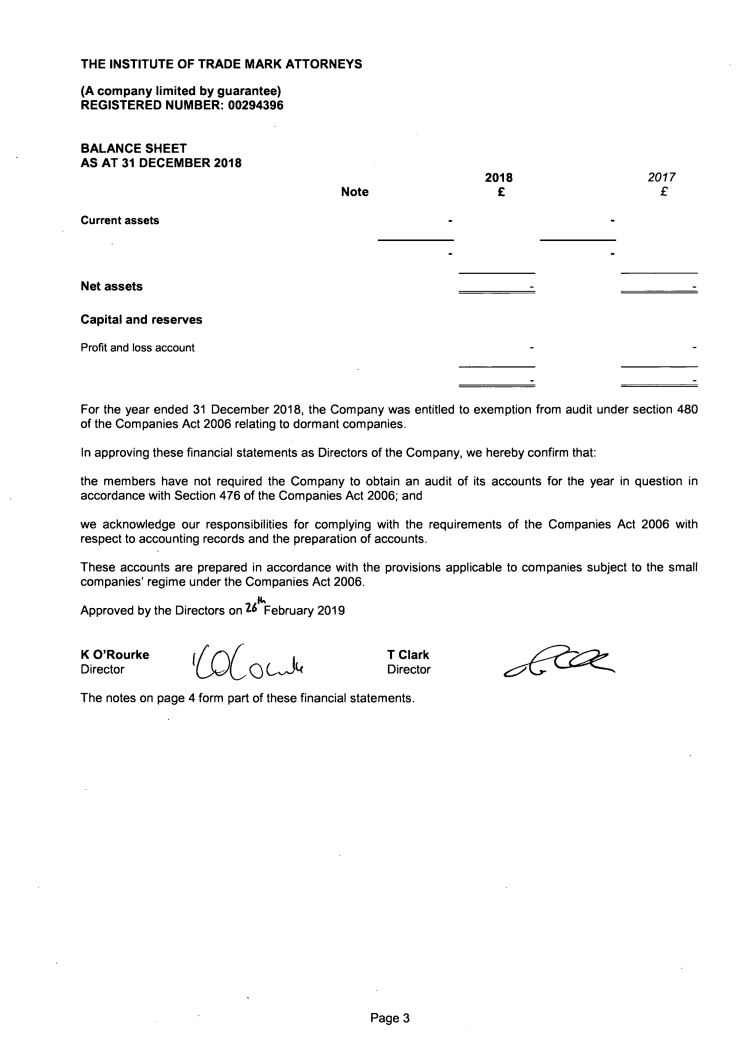 THE INSTITUTE OF TRADE MARK ATTORNEYS
(A company limited by guarantee)
REGISTERED NUMBER: 00294396
BALANCE SHEET
AS AT 31 DECEMBER 2018
2018 2017
Note £ £
Current assets - -
- -
Net assets - -
Capital and reserves
Profit and loss account - -
- -
For the year ended 31 December 2018, the Company was entitled to exemption from audit under section 480
of the Companies Act 2006 relating to dormant companies.
In approving these financial statements as Directors of the Company, we hereby confirm that:
the members have not required the Company to obtain an audit of its accounts for the year in question in
accordance with Section 476 of the Companies Act 2006; and
we acknowledge our responsibilities for complying with the requirements of the Companies Act 2006 with
respect to accounting records and the preparation of accounts.
These accounts are prepared in accordance with the provisions applicable to companies subject to the small
companies' regime under the Companies Act 2006.
Approved by the Directors on 26th February 2019
K O'Rourke T Clark
Director Director
The notes on page 4 form part of these financial statements.
Page 3